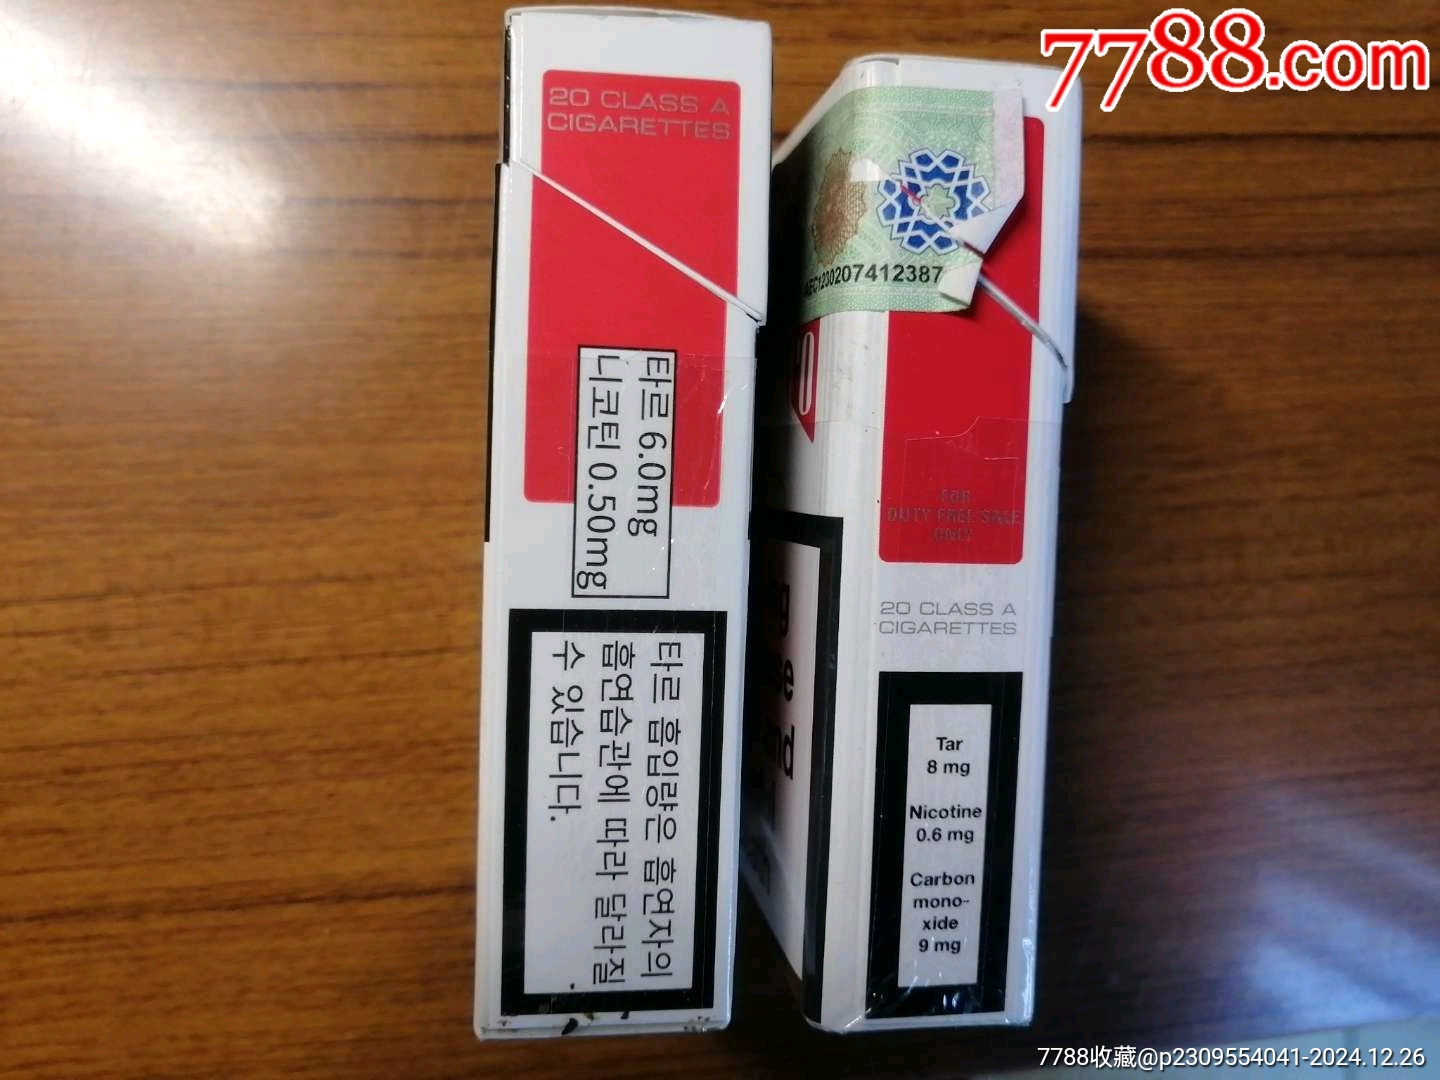 7788.com
20 CLASS A
CIGARETTES
타르 6.0mg
니코틴 0.50mg
타르 흡입량은 흡연자의
흡연습관에 따라 달라질
수 있습니다.
1230207412387
FOR
DUTY FREE SALE
ONLY
20 CLASS A
CIGARETTES
Tar
8 mg
Nicotine
0.6 mg
Carbon
mono-
xide
9 mg
7788收藏@p2309554041-2024.12.26